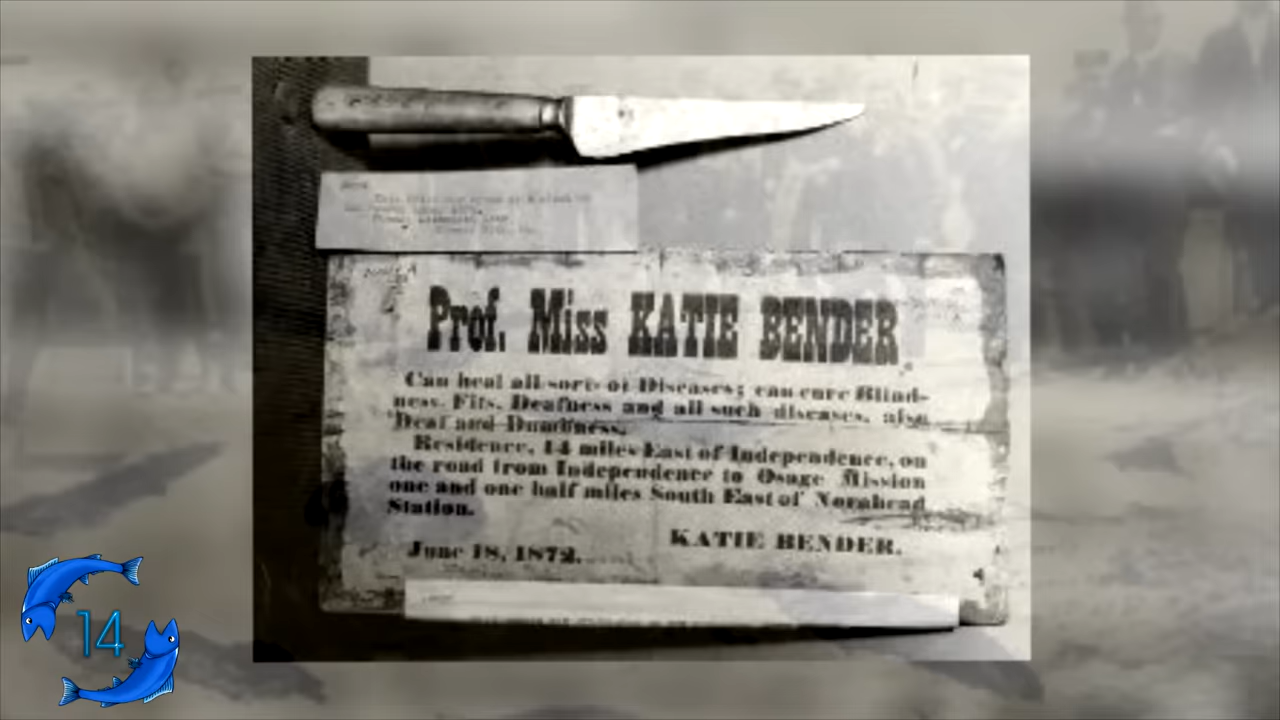 Prof. Miss KATIE BENDER.
Can heal all sorts of Diseases; can cure Blind-
ness, Fits, Deafness and all such diseases, also
Deaf and Dumbness.
Residence, 14 miles East of Independence, on
the road from Independence to Osage Mission
one and one half miles South East of Norahead
Station.
KATIE BENDER.
June 18, 1872.
14